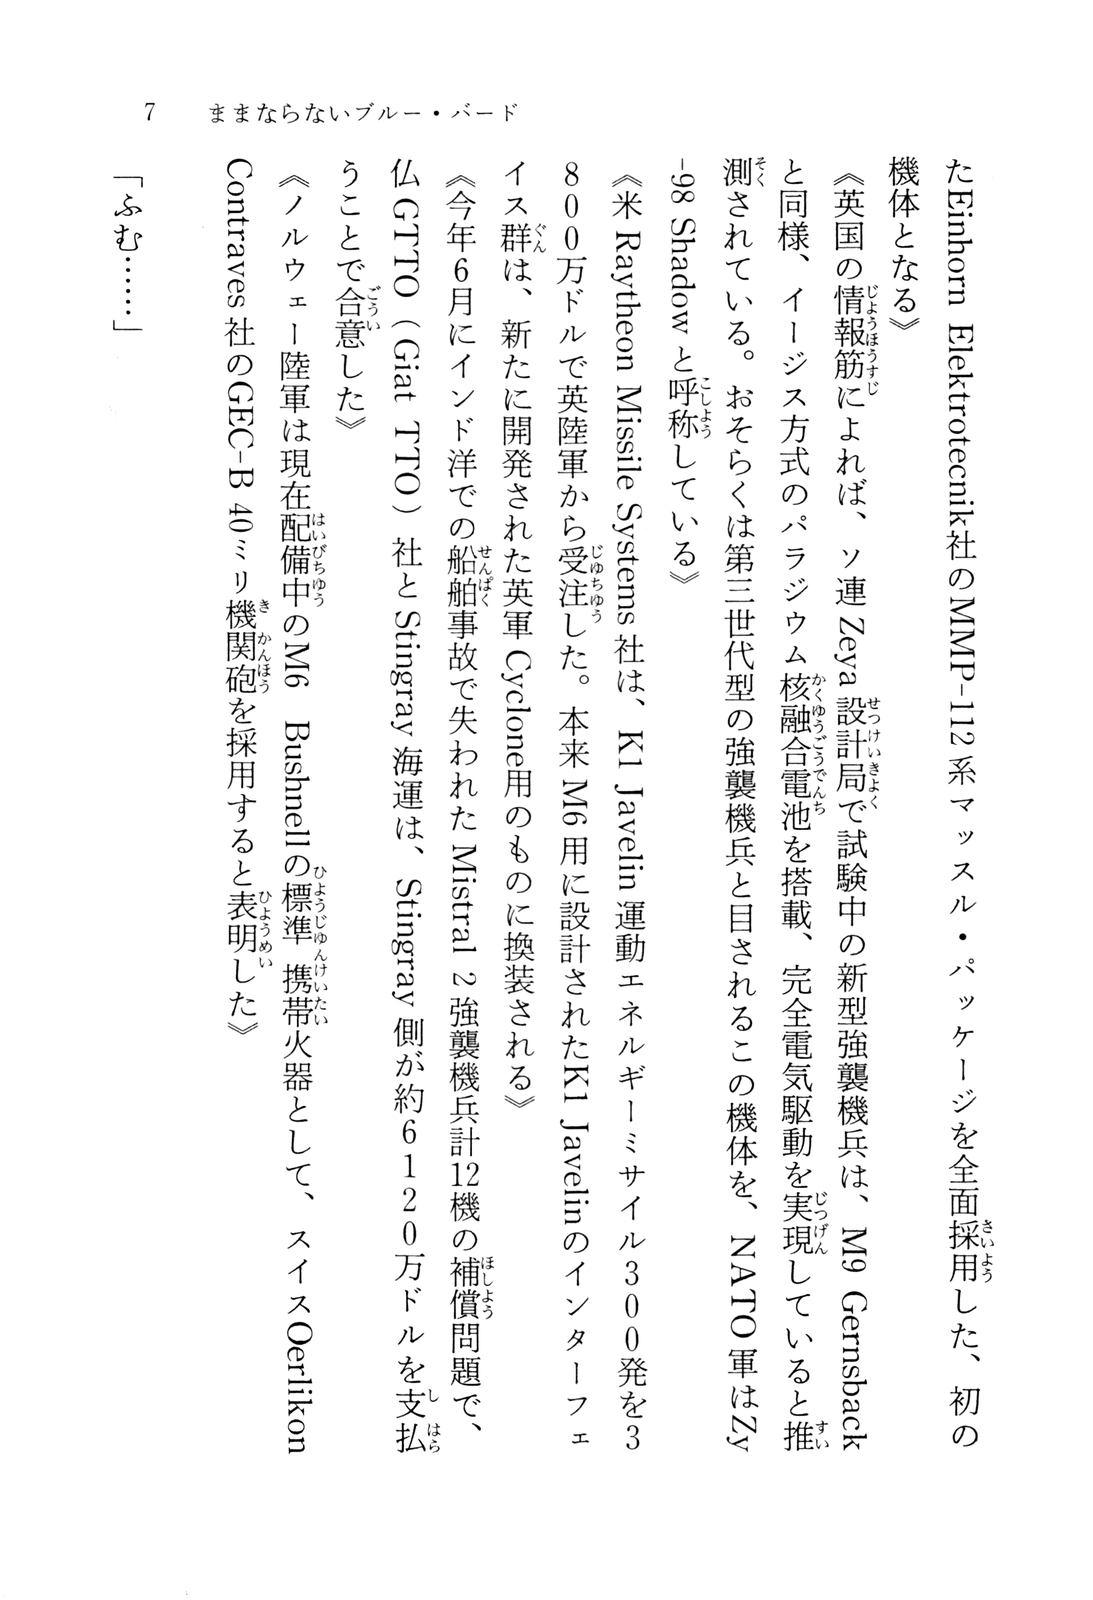 7　ままならないブルー・バード
たEinhorn Elektrotecnik社のMMP-112系マッスル・パッケージを全面採用した、初の
機体となる》
《英国の情報筋によれば、ソ連Zeya設計局で試験中の新型強襲機兵は、M9 Gernsback
と同様、イージス方式のパラジウム核融合電池を搭載、完全電気駆動を実現していると推
測されている。おそらくは第三世代型の強襲機兵と目されるこの機体を、NATO軍はZy
-98 Shadowと呼称している》
《米Raytheon Missile Systems社は、K1 Javelin運動エネルギーミサイル300発を3
800万ドルで英陸軍から受注した。本来M6用に設計されたK1 Javelinのインターフェ
イス群は、新たに開発された英軍Cyclone用のものに換装される》
《今年6月にインド洋での船舶事故で失われたMistral 2強襲機兵計12機の補償問題で、
仏GTTO（Giat TTO）社とStingray海運は、Stingray側が約6120万ドルを支払
うことで合意した》
《ノルウェー陸軍は現在配備中のM6　Bushnellの標準携帯火器として、スイスOerlikon
Contraves社のGEC-B 40ミリ機関砲を採用すると表明した》
「ふむ……」